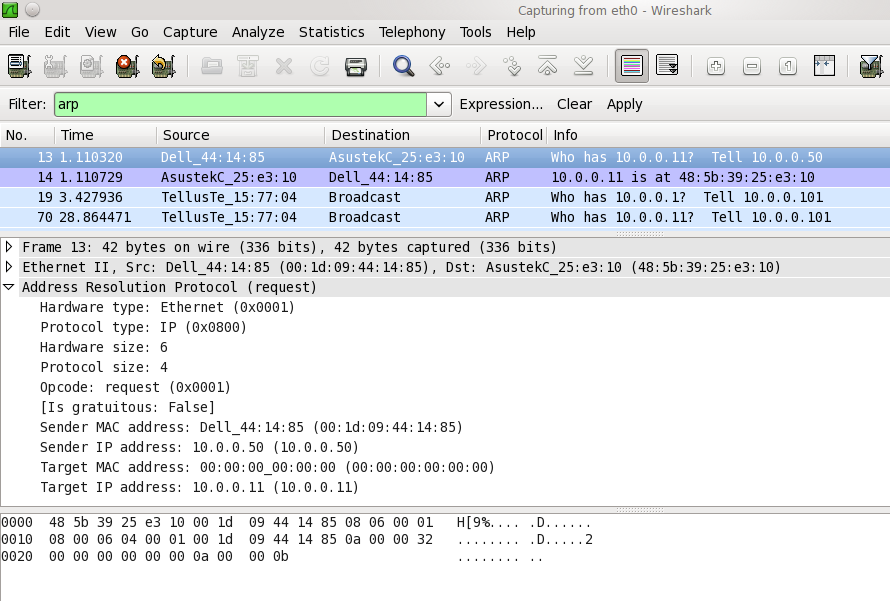 Capturing from eth0 - Wireshark
File Edit View Go Capture Analyze Statistics Telephony Tools Help
Filter: arp Expression... Clear Apply
No. Time Source Destination Protocol Info
13 1.110320 Dell_44:14:85 AsustekC_25:e3:10 ARP Who has 10.0.0.11? Tell 10.0.0.50
14 1.110729 AsustekC_25:e3:10 Dell_44:14:85 ARP 10.0.0.11 is at 48:5b:39:25:e3:10
19 3.427936 TellusTe_15:77:04 Broadcast ARP Who has 10.0.0.1? Tell 10.0.0.101
70 28.864471 TellusTe_15:77:04 Broadcast ARP Who has 10.0.0.11? Tell 10.0.0.101
Frame 13: 42 bytes on wire (336 bits), 42 bytes captured (336 bits)
Ethernet II, Src: Dell_44:14:85 (00:1d:09:44:14:85), Dst: AsustekC_25:e3:10 (48:5b:39:25:e3:10)
Address Resolution Protocol (request)
Hardware type: Ethernet (0x0001)
Protocol type: IP (0x0800)
Hardware size: 6
Protocol size: 4
Opcode: request (0x0001)
[Is gratuitous: False]
Sender MAC address: Dell_44:14:85 (00:1d:09:44:14:85)
Sender IP address: 10.0.0.50 (10.0.0.50)
Target MAC address: 00:00:00_00:00:00 (00:00:00:00:00:00)
Target IP address: 10.0.0.11 (10.0.0.11)
0000 48 5b 39 25 e3 10 00 1d 09 44 14 85 08 06 00 01 H[9%.... .D......
0010 08 00 06 04 00 01 00 1d 09 44 14 85 0a 00 00 32 ........ .D.....2
0020 00 00 00 00 00 00 0a 00 00 0b ........ ..